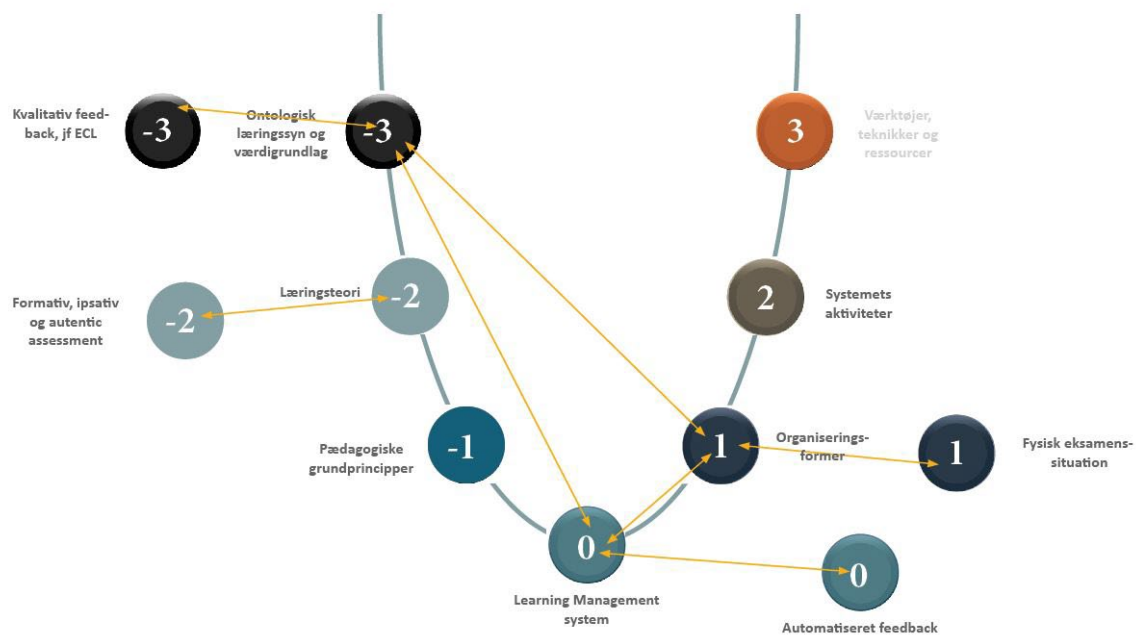 Kvalitativ feed-
back, jf ECL
-3
Ontologisk
læringssyn og
værdigrundlag
-3
3
Værktøjer,
teknikker og
ressourcer
Formativ, ipsativ
og autentic
assessment
-2
Læringsteori
-2
2
Systemets
aktiviteter
Pædagogiske
grundprincipper
-1
1
Organiserings-
former
1
Fysisk eksamens-
situation
0
Learning Management
system
0
Automatiseret feedback